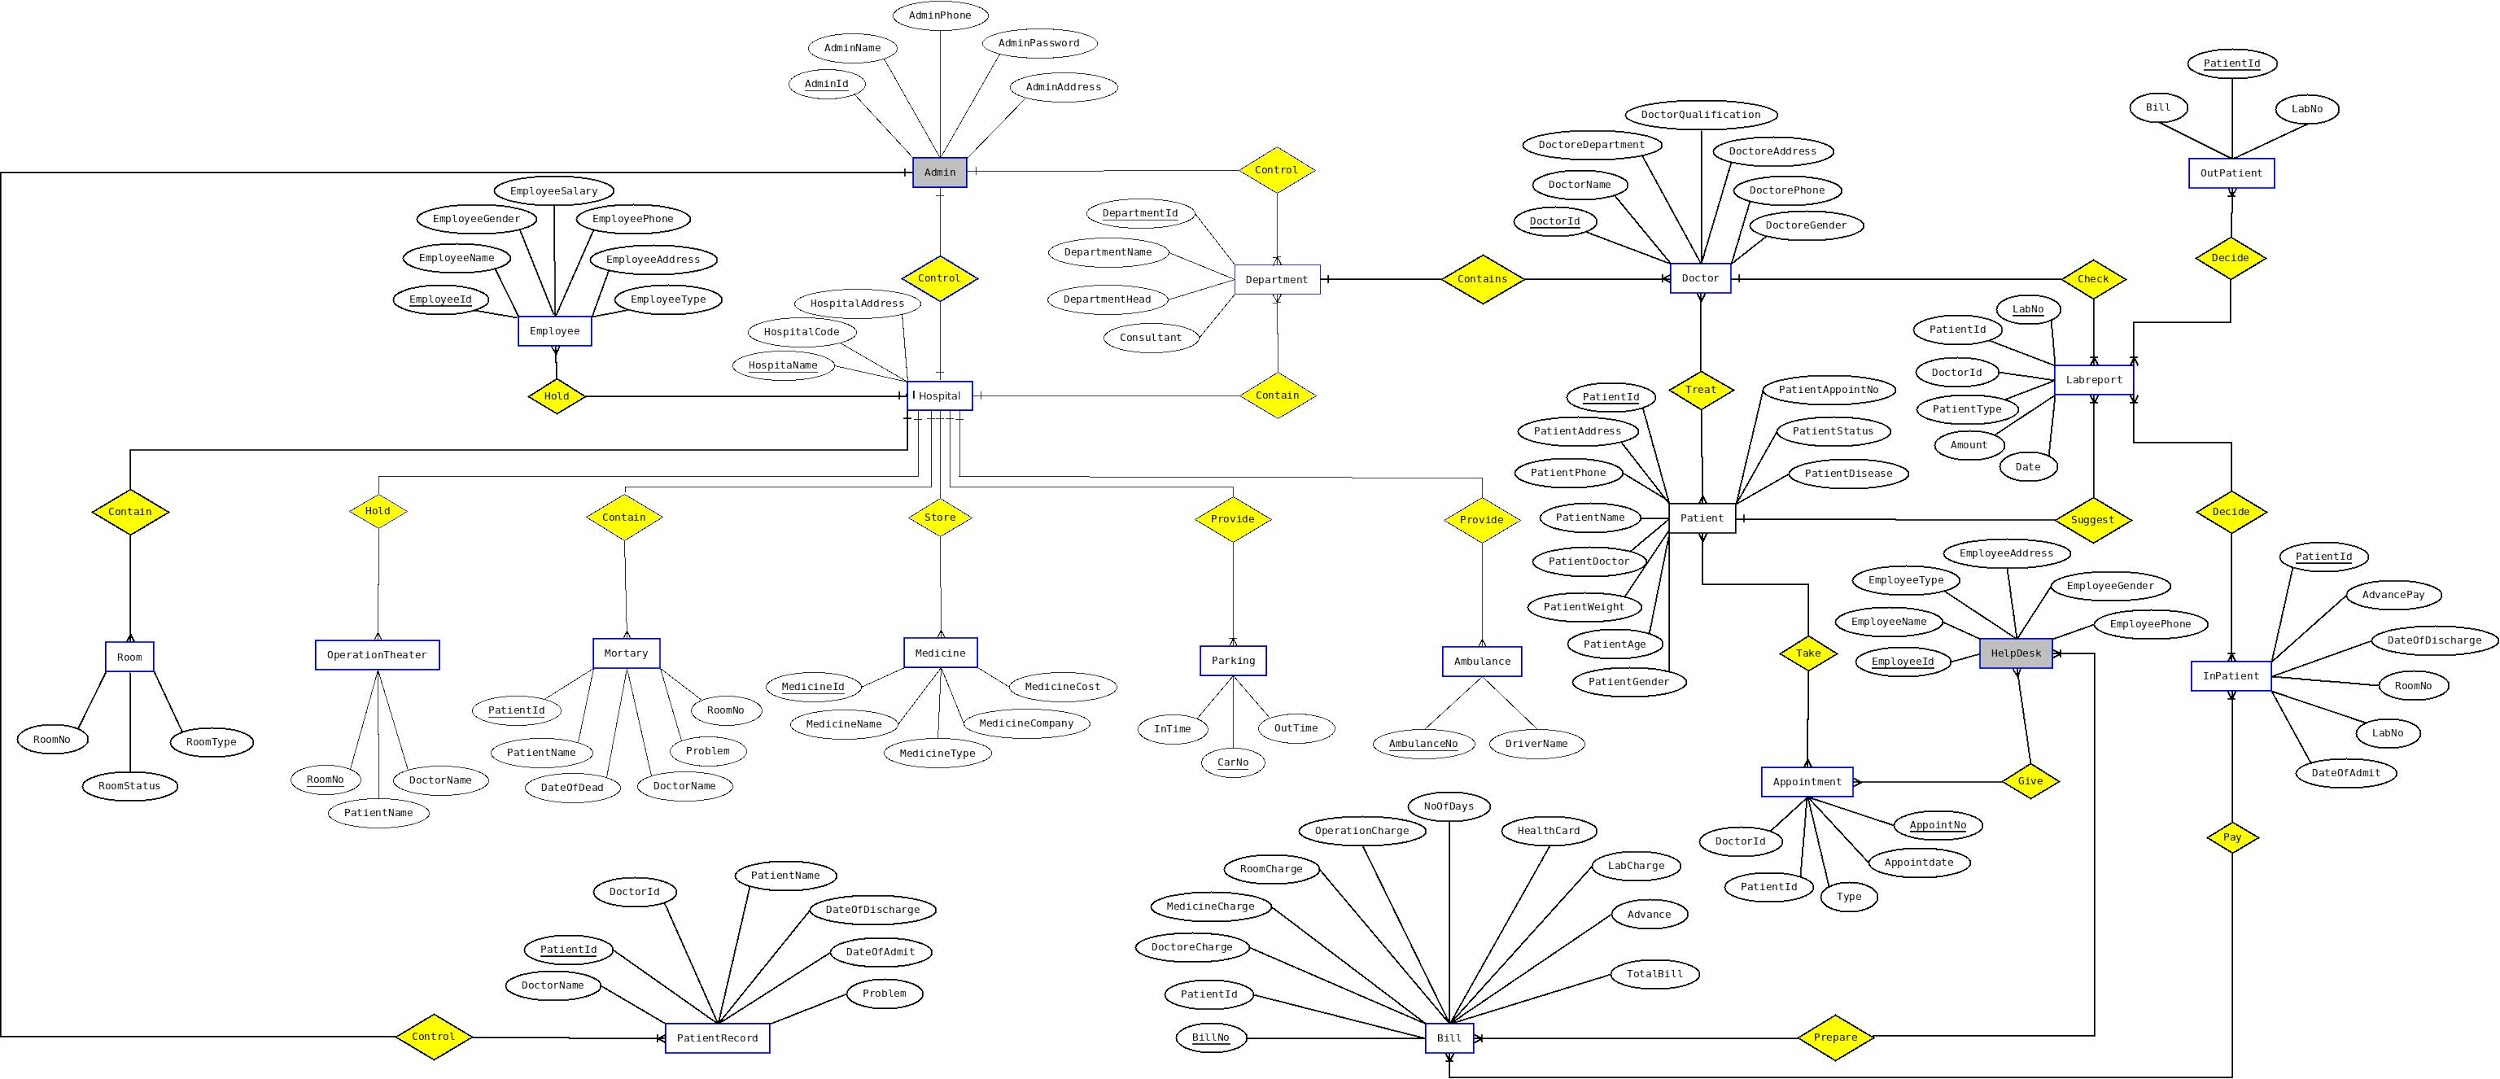 AdminPhone
AdminName
AdminPassword
AdminId
AdminAddress
Admin
Control
Control
EmployeeSalary
EmployeeGender
EmployeePhone
EmployeeName
EmployeeAddress
EmployeeId
EmployeeType
Employee
Hold
HospitalAddress
HospitalCode
HospitaName
Hospital
DepartmentId
DepartmentName
DepartmentHead
Consultant
Department
Contain
Contains
DoctorQualification
DoctoreDepartment
DoctoreAddress
DoctorName
DoctorePhone
DoctorId
DoctoreGender
Doctor
Check
Treat
PatientId
Bill
LabNo
OutPatient
Decide
LabNo
PatientId
DoctorId
PatientType
Amount
Date
Labreport
Suggest
Decide
PatientId
PatientAppointNo
PatientAddress
PatientStatus
PatientPhone
PatientDisease
PatientName
PatientDoctor
PatientWeight
PatientAge
PatientGender
Patient
Take
Contain
Hold
Contain
Store
Provide
Provide
Room
OperationTheater
Mortary
Medicine
Parking
Ambulance
RoomNo
RoomType
RoomStatus
RoomNo
DoctorName
PatientName
PatientId
RoomNo
PatientName
Problem
DateOfDead
DoctorName
MedicineId
MedicineCost
MedicineName
MedicineCompany
MedicineType
InTime
OutTime
CarNo
AmbulanceNo
DriverName
EmployeeAddress
EmployeeType
EmployeeGender
EmployeeName
EmployeePhone
EmployeeId
HelpDesk
PatientId
AdvancePay
DateOfDischarge
RoomNo
LabNo
DateOfAdmit
InPatient
Pay
Appointment
Give
DoctorId
AppointNo
Appointdate
PatientId
Type
NoOfDays
OperationCharge
HealthCard
RoomCharge
LabCharge
MedicineCharge
Advance
DoctoreCharge
TotalBill
PatientId
BillNo
Bill
Prepare
PatientName
DoctorId
DateOfDischarge
PatientId
DateOfAdmit
DoctorName
Problem
PatientRecord
Control